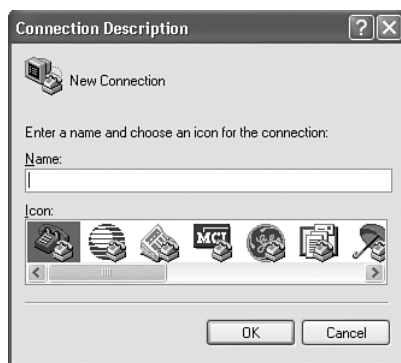 Connection Description
New Connection
Enter a name and choose an icon for the connection:
Name:
Icon:
MCI
OK
Cancel